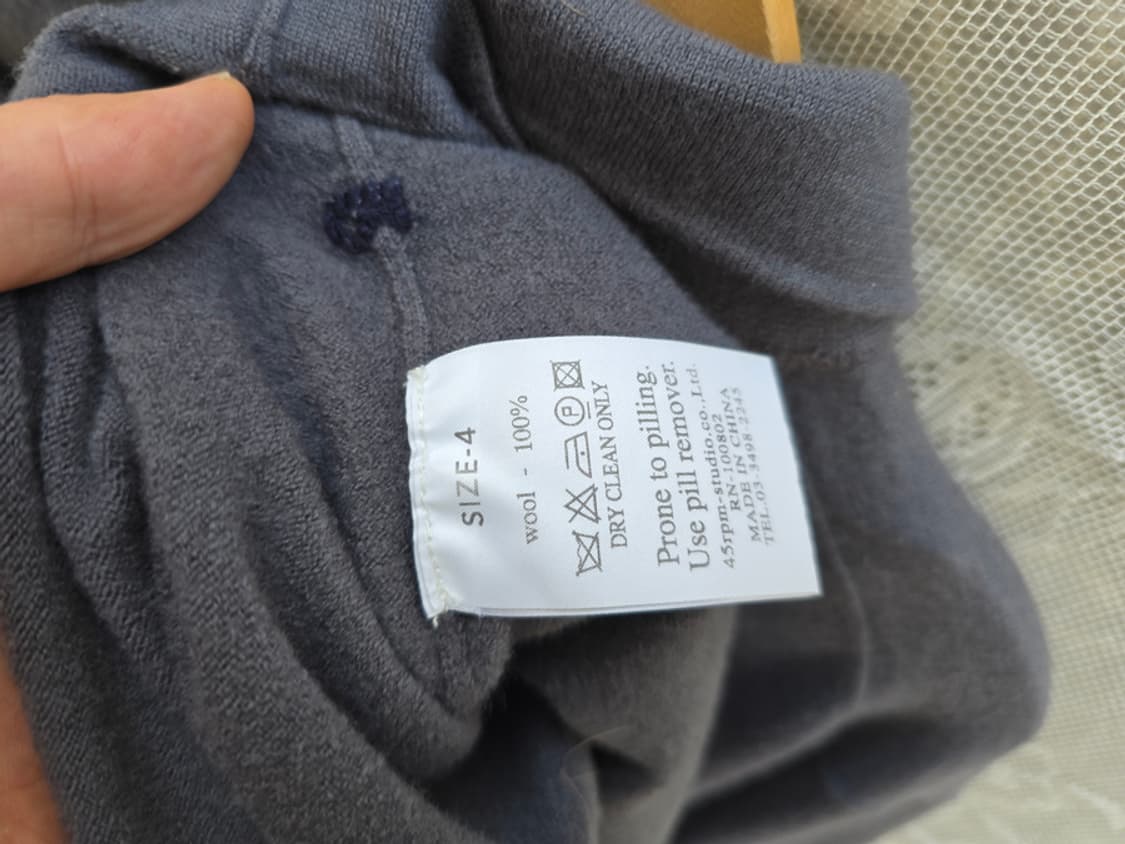 SIZE-4
wool - 100%
P
DRY CLEAN ONLY
Prone to pilling.
Use pill remover.
45rpm-studio.co.,Ltd.
RN-100802
MADE IN CHINA
TEL.03-3498-2245